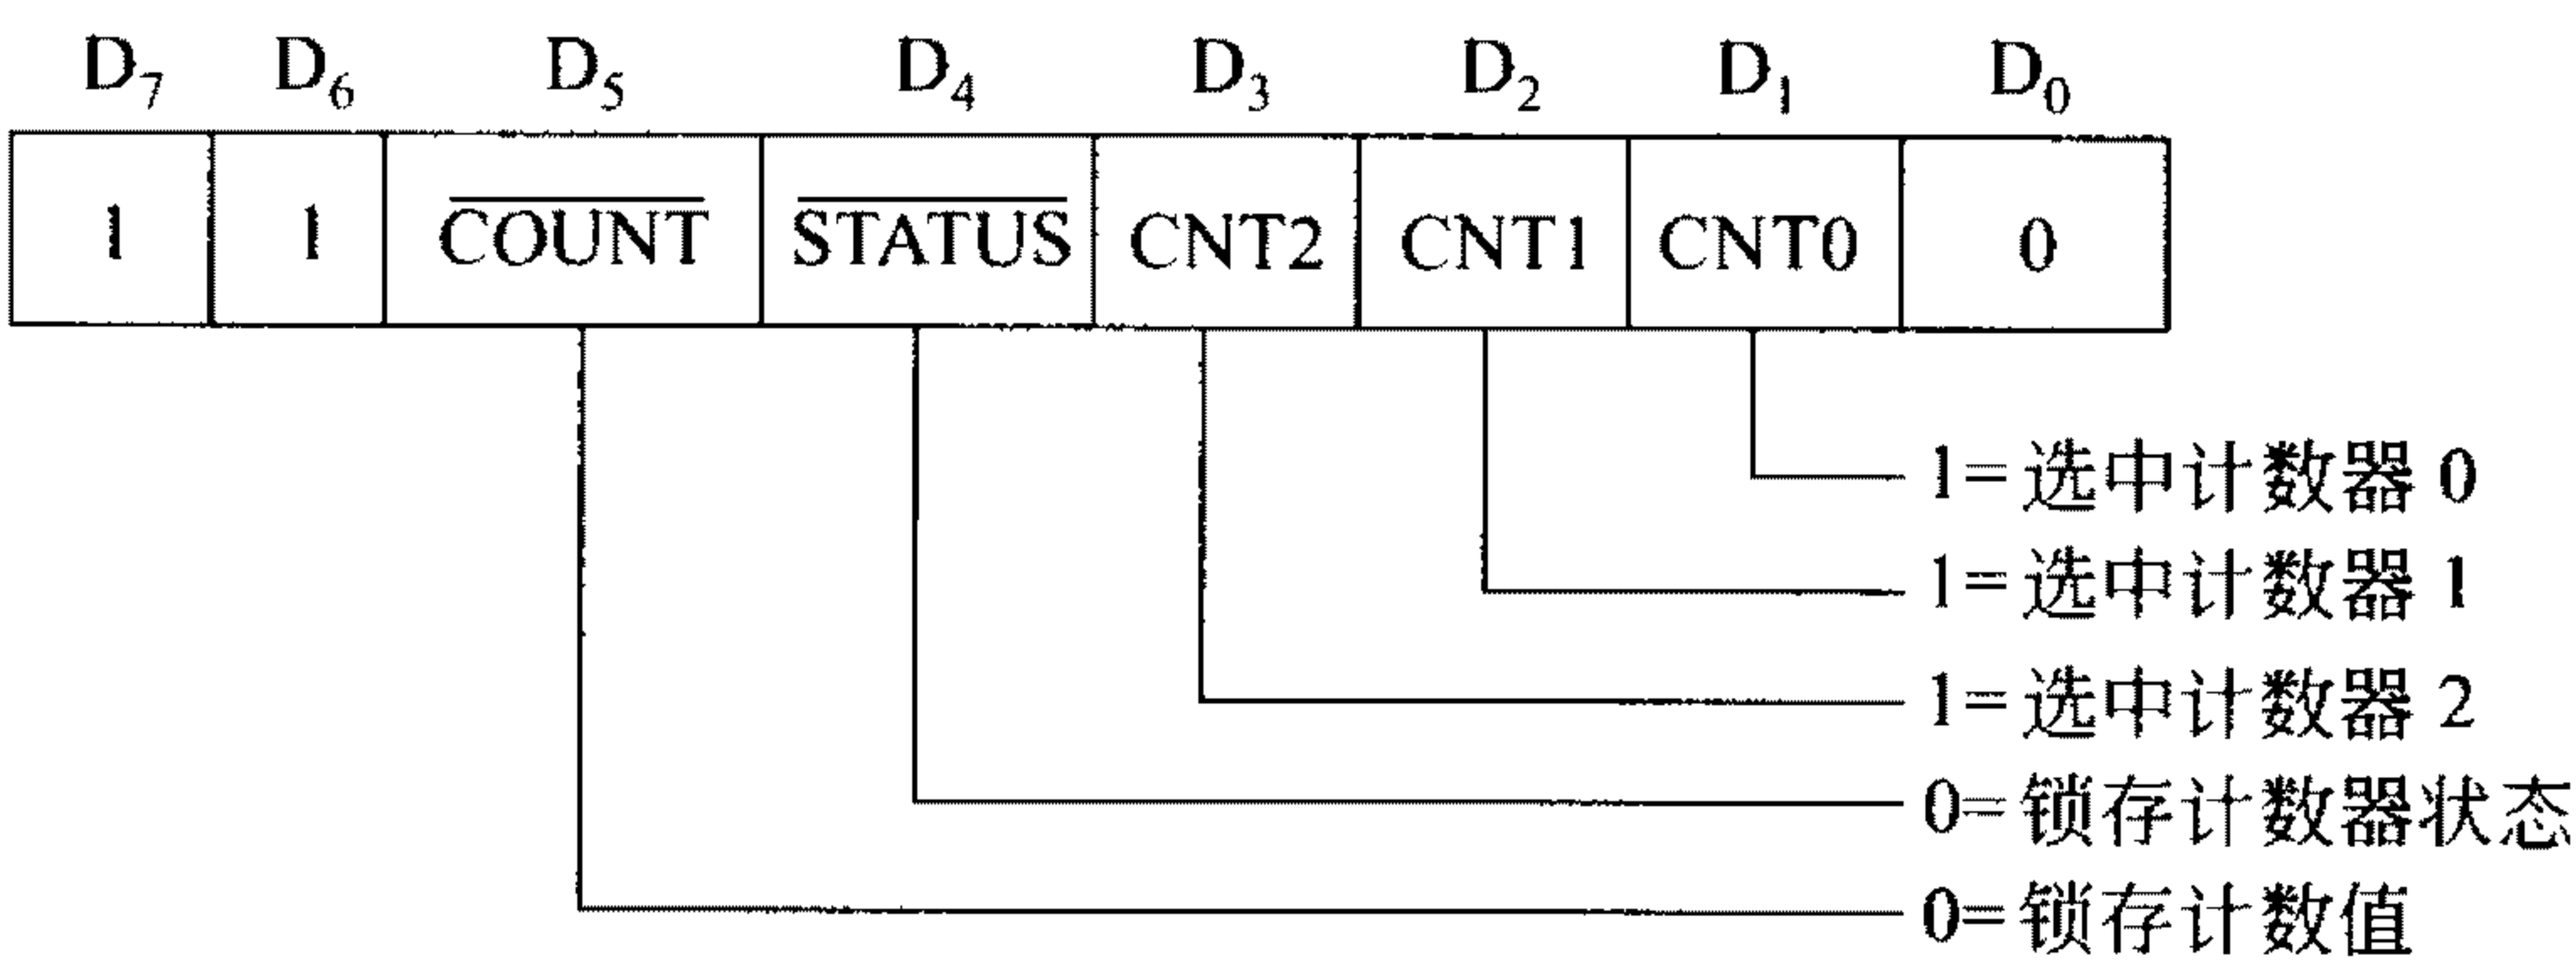 D₇ D₆ D₅ D₄ D₃ D₂ D₁ D₀
1 1 C̅O̅U̅N̅T̅ S̅T̅A̅T̅U̅S̅ CNT2 CNT1 CNT0 0
1=选中计数器 0
1=选中计数器 1
1=选中计数器 2
0=锁存计数器状态
0=锁存计数值